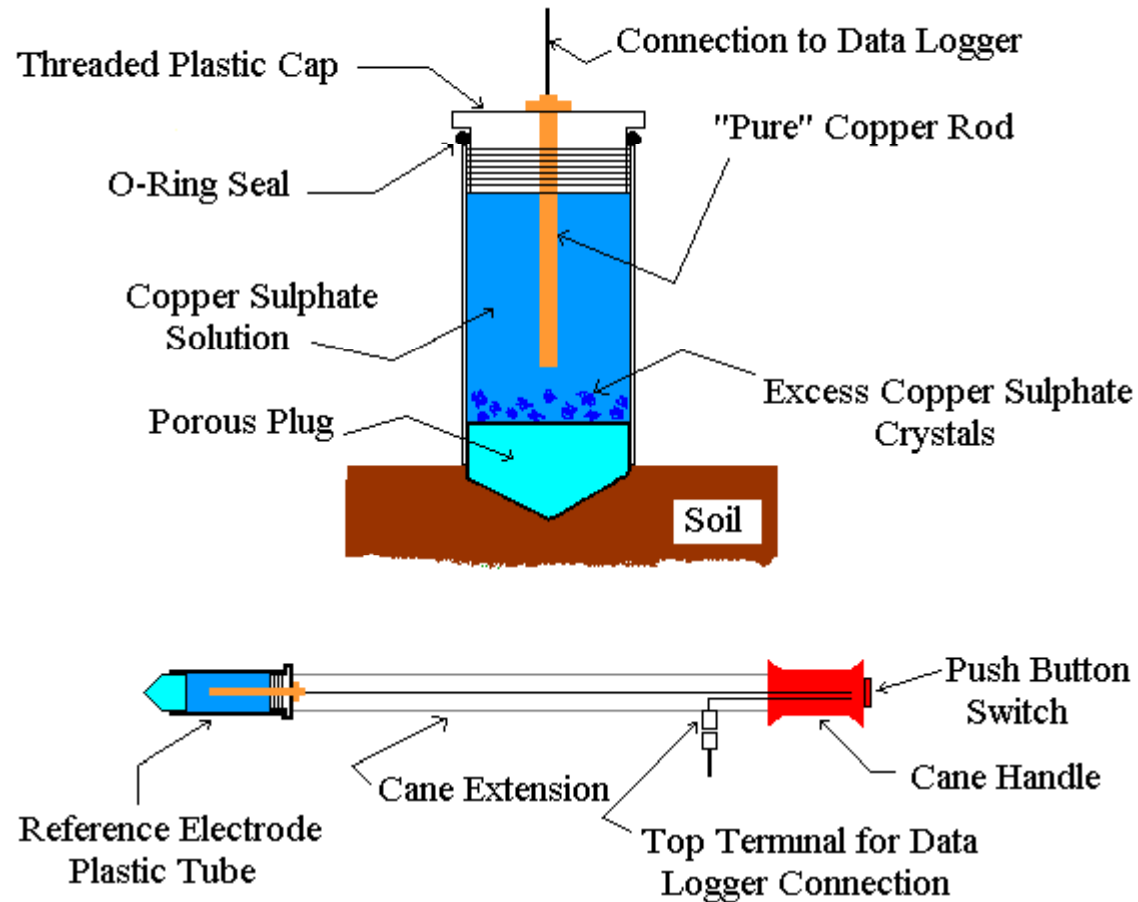 Connection to Data Logger
Threaded Plastic Cap
"Pure" Copper Rod
O-Ring Seal
Copper Sulphate
Solution
Excess Copper Sulphate
Crystals
Porous Plug
Soil
Push Button
Switch
Cane Extension
Cane Handle
Reference Electrode
Plastic Tube
Top Terminal for Data
Logger Connection